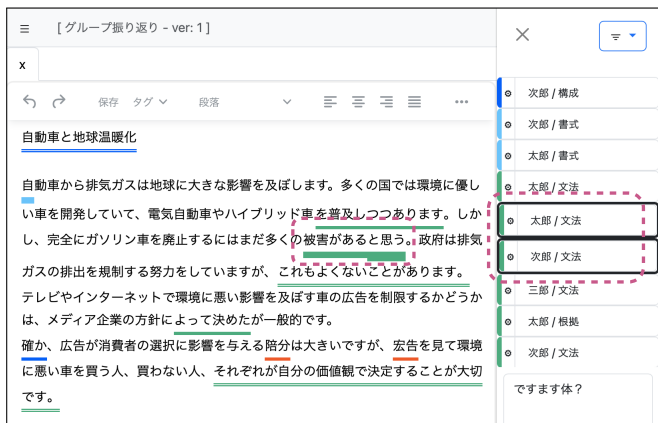 [ グループ振り返り - ver: 1 ]
x
保存 タグ 段落
自動車と地球温暖化
自動車から排気ガスは地球に大きな影響を及ぼします。多くの国では環境に優し
い車を開発していて、電気自動車やハイブリッド車を普及しつつあります。しか
し、完全にガソリン車を廃止するにはまだ多くの被害があると思う。政府は排気
ガスの排出を規制する努力をしていますが、これもよくないことがあります。
テレビやインターネットで環境に悪い影響を及ぼす車の広告を制限するかどうか
は、メディア企業の方針によって決めたが一般的です。
確か、広告が消費者の選択に影響を与える陪分は大きいですが、宏告を見て環境
に悪い車を買う人、買わない人、それぞれが自分の価値観で決定することが大切
です。
次郎 / 構成
次郎 / 書式
太郎 / 書式
太郎 / 文法
太郎 / 文法
次郎 / 文法
三郎 / 文法
太郎 / 根拠
次郎 / 文法
ですます体？